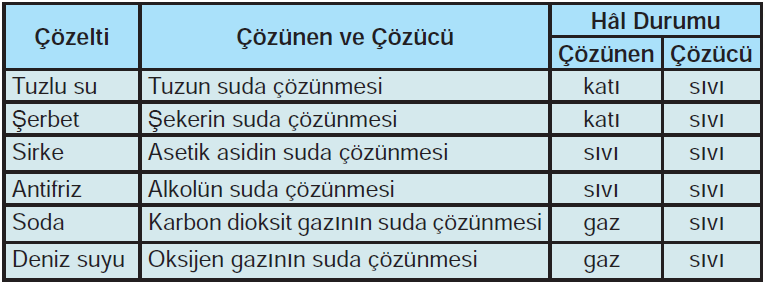 Çözelti Çözünen ve Çözücü Hâl Durumu
Çözünen Çözücü
Tuzlu su Tuzun suda çözünmesi katı sıvı
Şerbet Şekerin suda çözünmesi katı sıvı
Sirke Asetik asidin suda çözünmesi sıvı sıvı
Antifriz Alkolün suda çözünmesi sıvı sıvı
Soda Karbon dioksit gazının suda çözünmesi gaz sıvı
Deniz suyu Oksijen gazının suda çözünmesi gaz sıvı